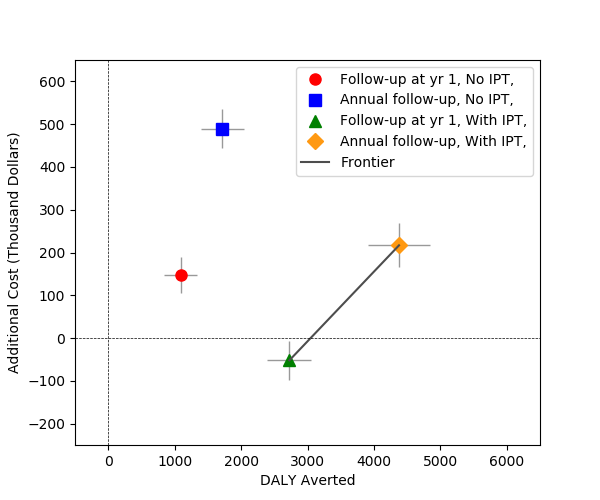 Follow-up at yr 1, No IPT,
Annual follow-up, No IPT,
Follow-up at yr 1, With IPT,
Annual follow-up, With IPT,
Frontier
Additional Cost (Thousand Dollars)
600
500
400
300
200
100
0
−100
−200
0 1000 2000 3000 4000 5000 6000
DALY Averted